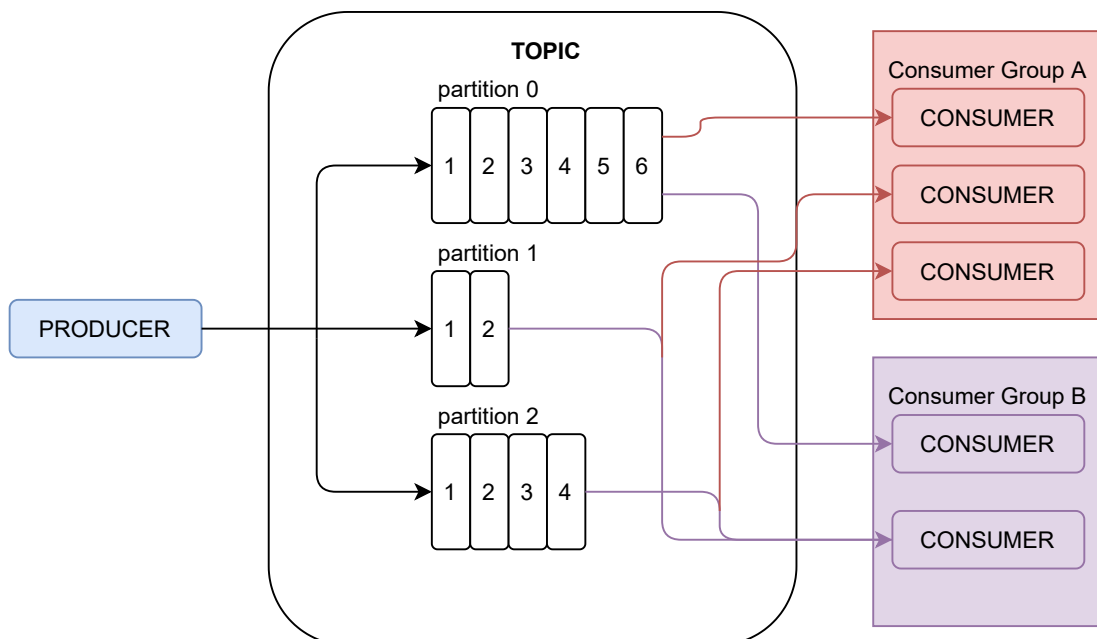 TOPIC
partition 0
1 2 3 4 5 6
partition 1
1 2
partition 2
1 2 3 4
PRODUCER
Consumer Group A
CONSUMER
CONSUMER
CONSUMER
Consumer Group B
CONSUMER
CONSUMER